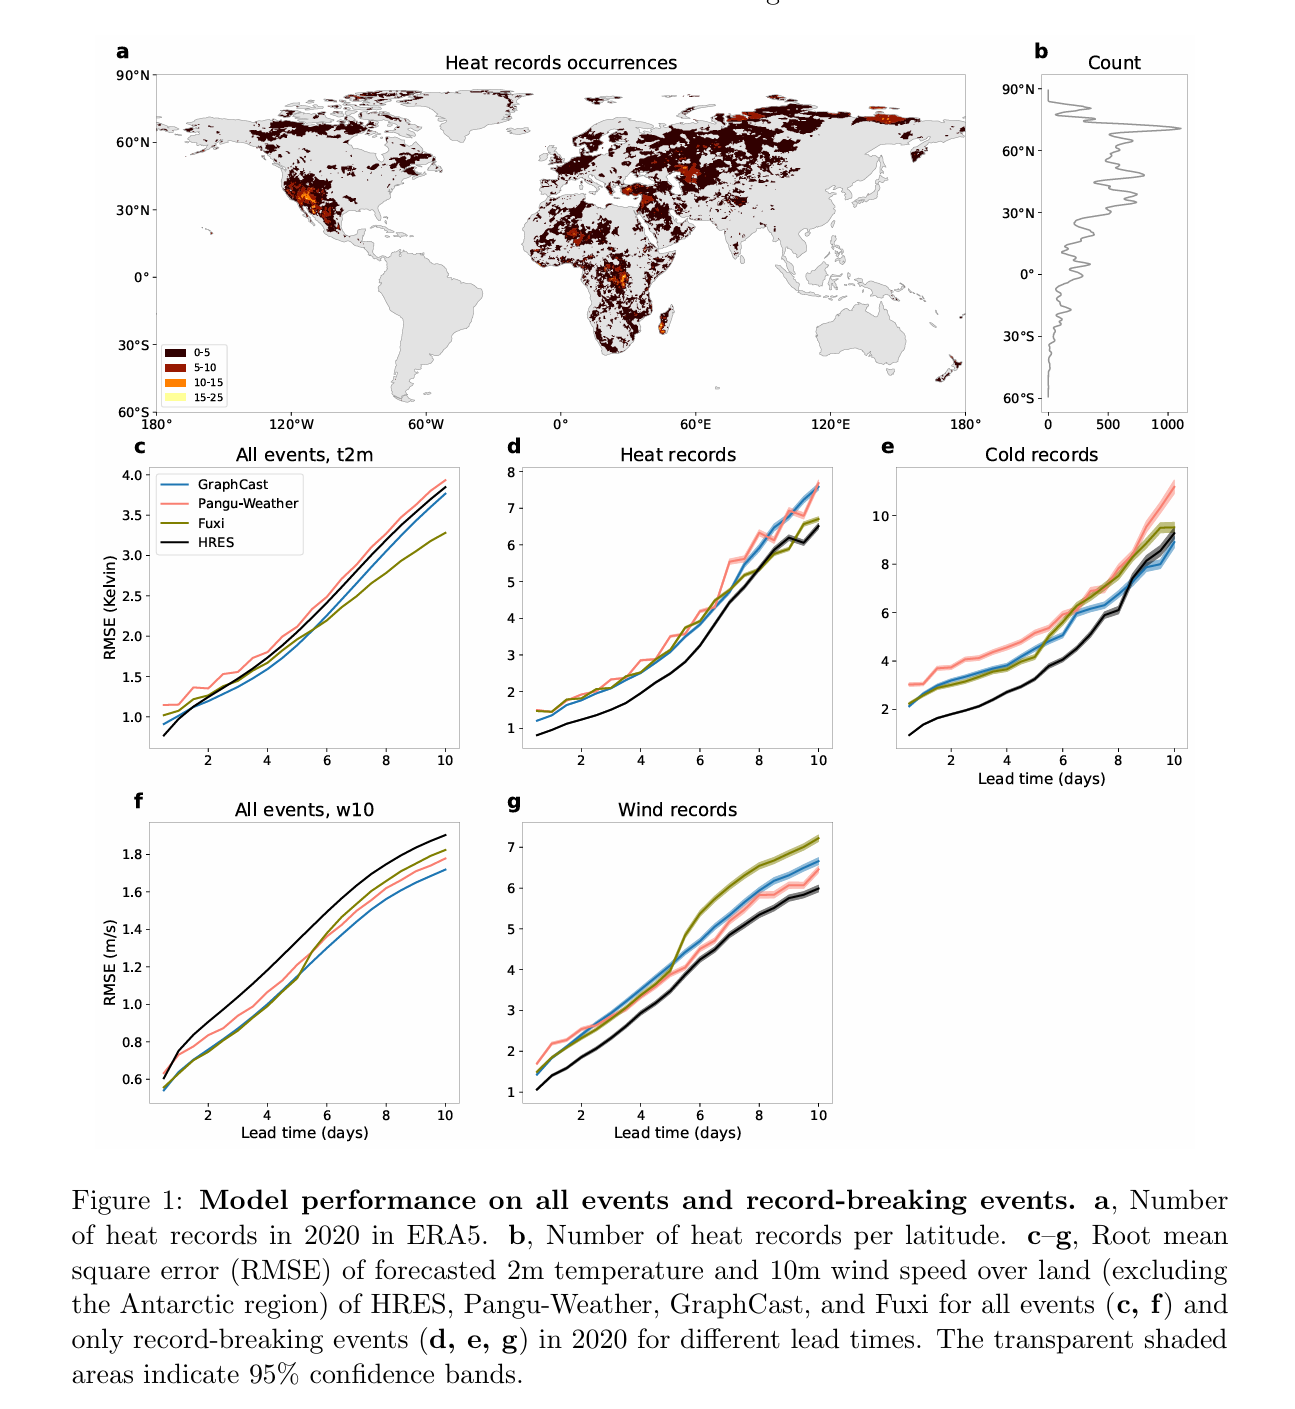 a
Heat records occurrences
90°N
60°N
30°N
0°
30°S
60°S
180°
120°W
60°W
0°
60°E
120°E
180°
0-5
5-10
10-15
15-25
b
Count
90°N
60°N
30°N
0°
30°S
60°S
0
500
1000
c
All events, t2m
RMSE (Kelvin)
4.0
3.5
3.0
2.5
2.0
1.5
1.0
GraphCast
Pangu-Weather
Fuxi
HRES
2
4
6
8
10
d
Heat records
8
7
6
5
4
3
2
1
2
4
6
8
10
e
Cold records
10
8
6
4
2
2
4
6
8
10
Lead time (days)
f
All events, w10
RMSE (m/s)
1.8
1.6
1.4
1.2
1.0
0.8
0.6
2
4
6
8
10
Lead time (days)
g
Wind records
7
6
5
4
3
2
1
2
4
6
8
10
Lead time (days)
Figure 1: Model performance on all events and record-breaking events. a, Number
of heat records in 2020 in ERA5. b, Number of heat records per latitude. c–g, Root mean
square error (RMSE) of forecasted 2m temperature and 10m wind speed over land (excluding
the Antarctic region) of HRES, Pangu-Weather, GraphCast, and Fuxi for all events (c, f) and
only record-breaking events (d, e, g) in 2020 for different lead times. The transparent shaded
areas indicate 95% confidence bands.